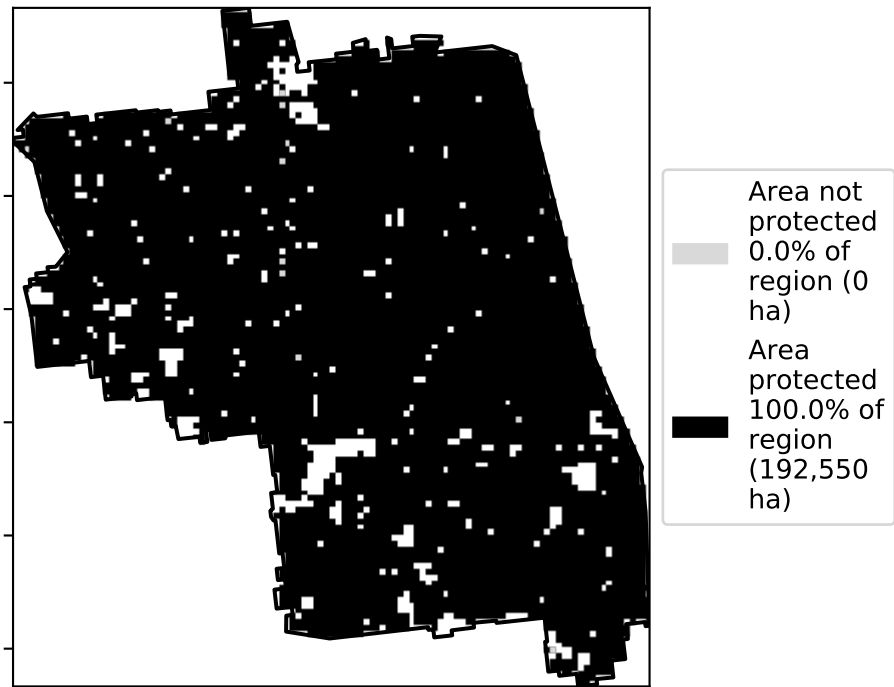 Area not
protected
0.0% of
region (0
ha)
Area
protected
100.0% of
region
(192,550
ha)